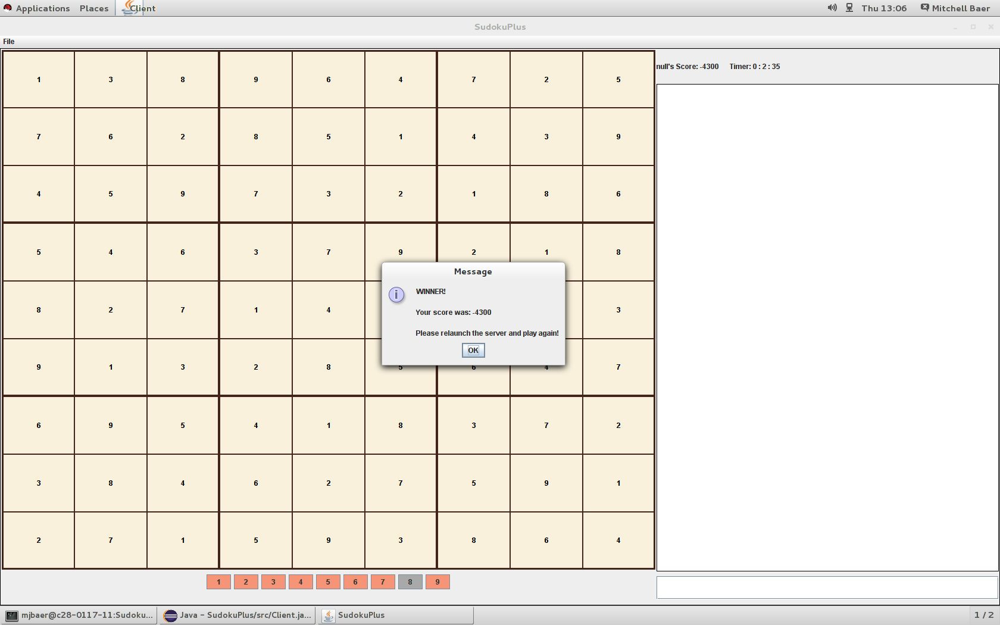 Applications Places Client Thu 13:06 Mitchell Baer
SudokuPlus
File
null's Score: -4300 Timer: 0 : 2 : 35
1 3 8 9 6 4 7 2 5
7 6 2 8 5 1 4 3 9
4 5 9 7 3 2 1 8 6
5 4 6 3 7 9 2 1 8
Message
WINNER!
8 2 7 1 4 3
Your score was: -4300
Please relaunch the server and play again!
OK
9 1 3 2 8 5 6 4 7
6 9 5 4 1 8 3 7 2
3 8 4 6 2 7 5 9 1
2 7 1 5 9 3 8 6 4
1 2 3 4 5 6 7 8 9
mjbaer@c28-0117-11:Sudoku... Java - SudokuPlus/src/Client.ja... SudokuPlus 1 / 2